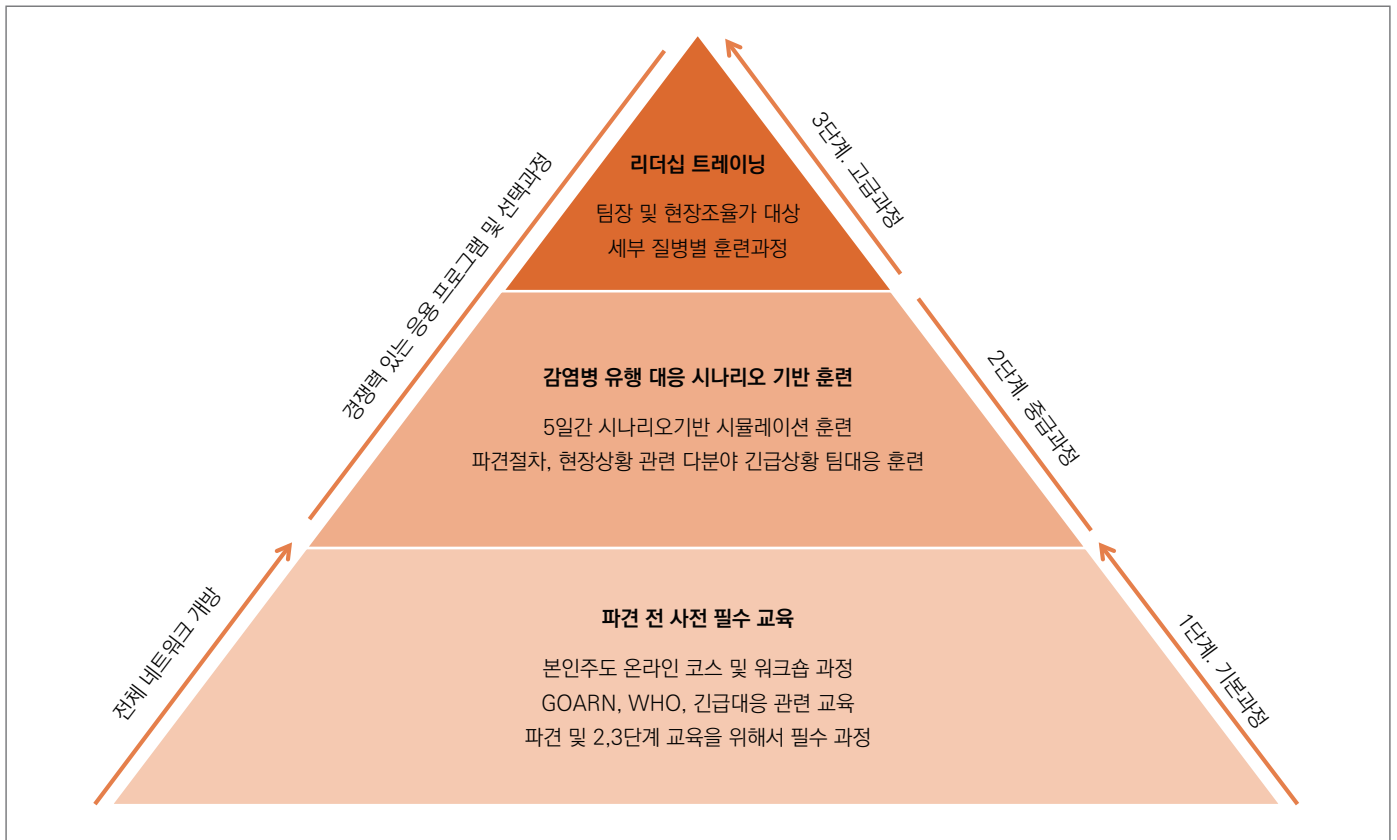 리더십 트레이닝
팀장 및 현장조율가 대상
세부 질병별 훈련과정
감염병 유행 대응 시나리오 기반 훈련
5일간 시나리오기반 시뮬레이션 훈련
파견절차, 현장상황 관련 다분야 긴급상황 팀대응 훈련
파견 전 사전 필수 교육
본인주도 온라인 코스 및 워크숍 과정
GOARN, WHO, 긴급대응 관련 교육
파견 및 2,3단계 교육을 위해서 필수 과정
경쟁력 있는 응용 프로그램 및 선택과정
전체 네트워크 개방
3단계. 고급과정
2단계. 중급과정
1단계. 기본과정